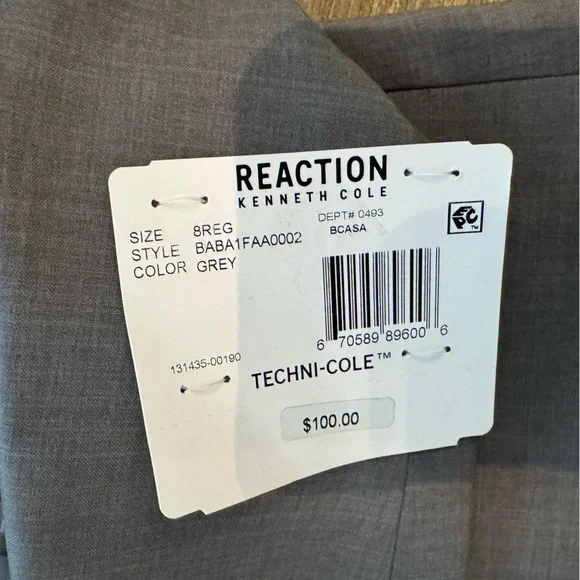 REACTION
KENNETH COLE
SIZE 8REG
STYLE BABA1FAA0002
COLOR GREY
DEPT# 0493
BCASA
EPC™
6 70589 89600 6
131435-00190
TECHNI-COLE™
$100.00